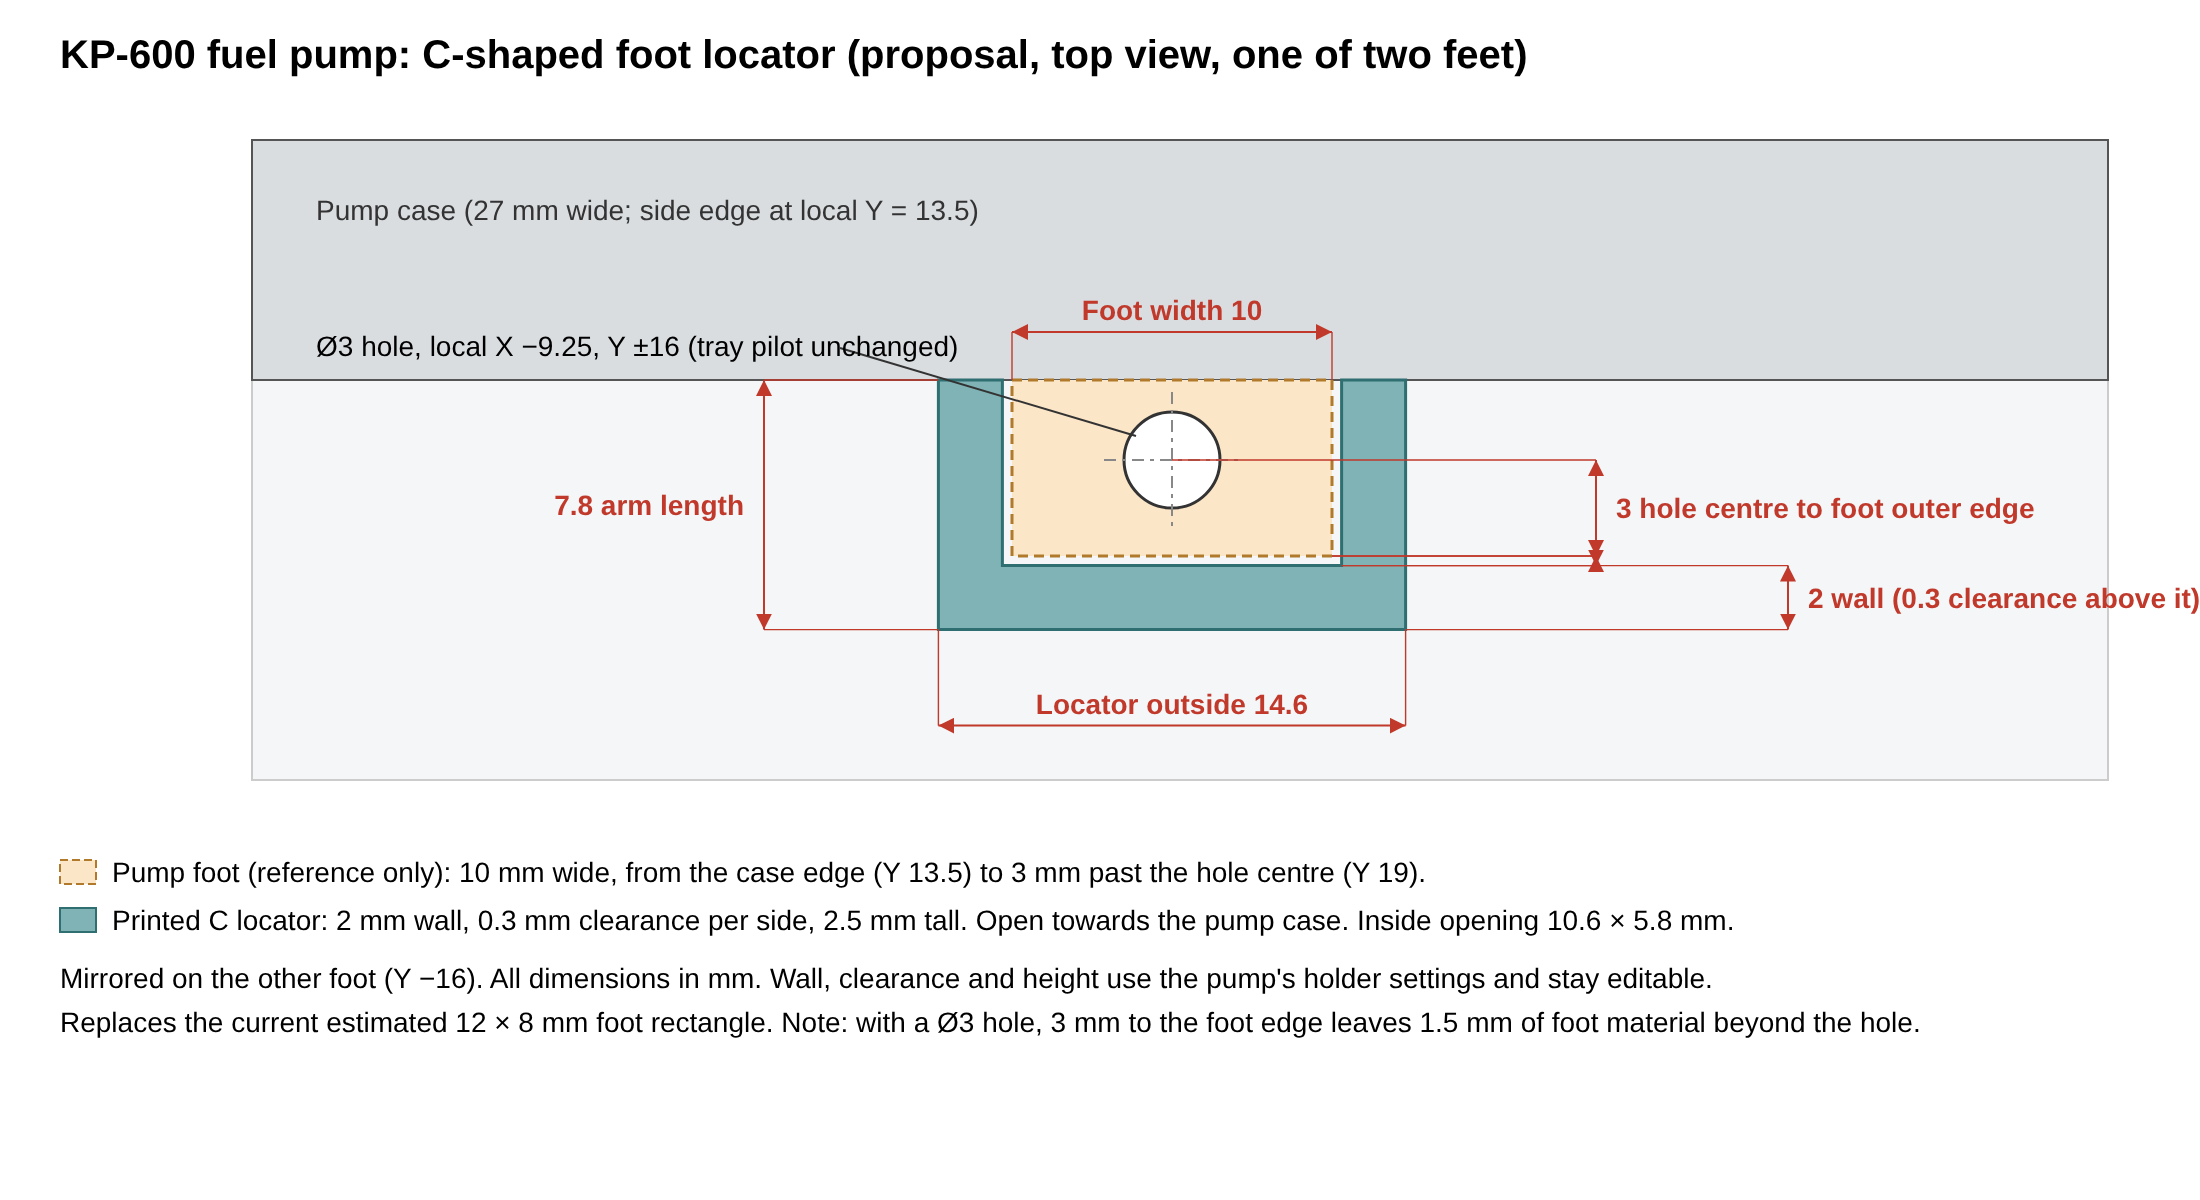 KP-600 fuel pump: C-shaped foot locator (proposal, top view, one of two feet)
Pump case (27 mm wide; side edge at local Y = 13.5)
Foot width 10
Ø3 hole, local X −9.25, Y ±16 (tray pilot unchanged)
7.8 arm length
3 hole centre to foot outer edge
2 wall (0.3 clearance above it)
Locator outside 14.6
Pump foot (reference only): 10 mm wide, from the case edge (Y 13.5) to 3 mm past the hole centre (Y 19).
Printed C locator: 2 mm wall, 0.3 mm clearance per side, 2.5 mm tall. Open towards the pump case. Inside opening 10.6 × 5.8 mm.
Mirrored on the other foot (Y −16). All dimensions in mm. Wall, clearance and height use the pump's holder settings and stay editable.
Replaces the current estimated 12 × 8 mm foot rectangle. Note: with a Ø3 hole, 3 mm to the foot edge leaves 1.5 mm of foot material beyond the hole.